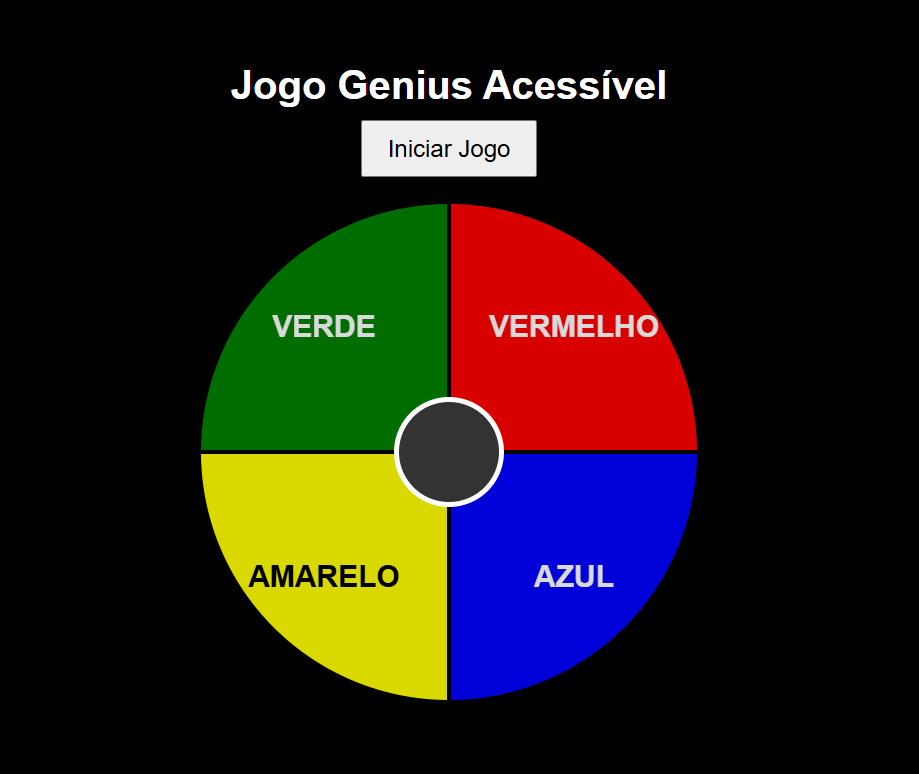 Jogo Genius Acessível
Iniciar Jogo
VERDE
VERMELHO
AMARELO
AZUL